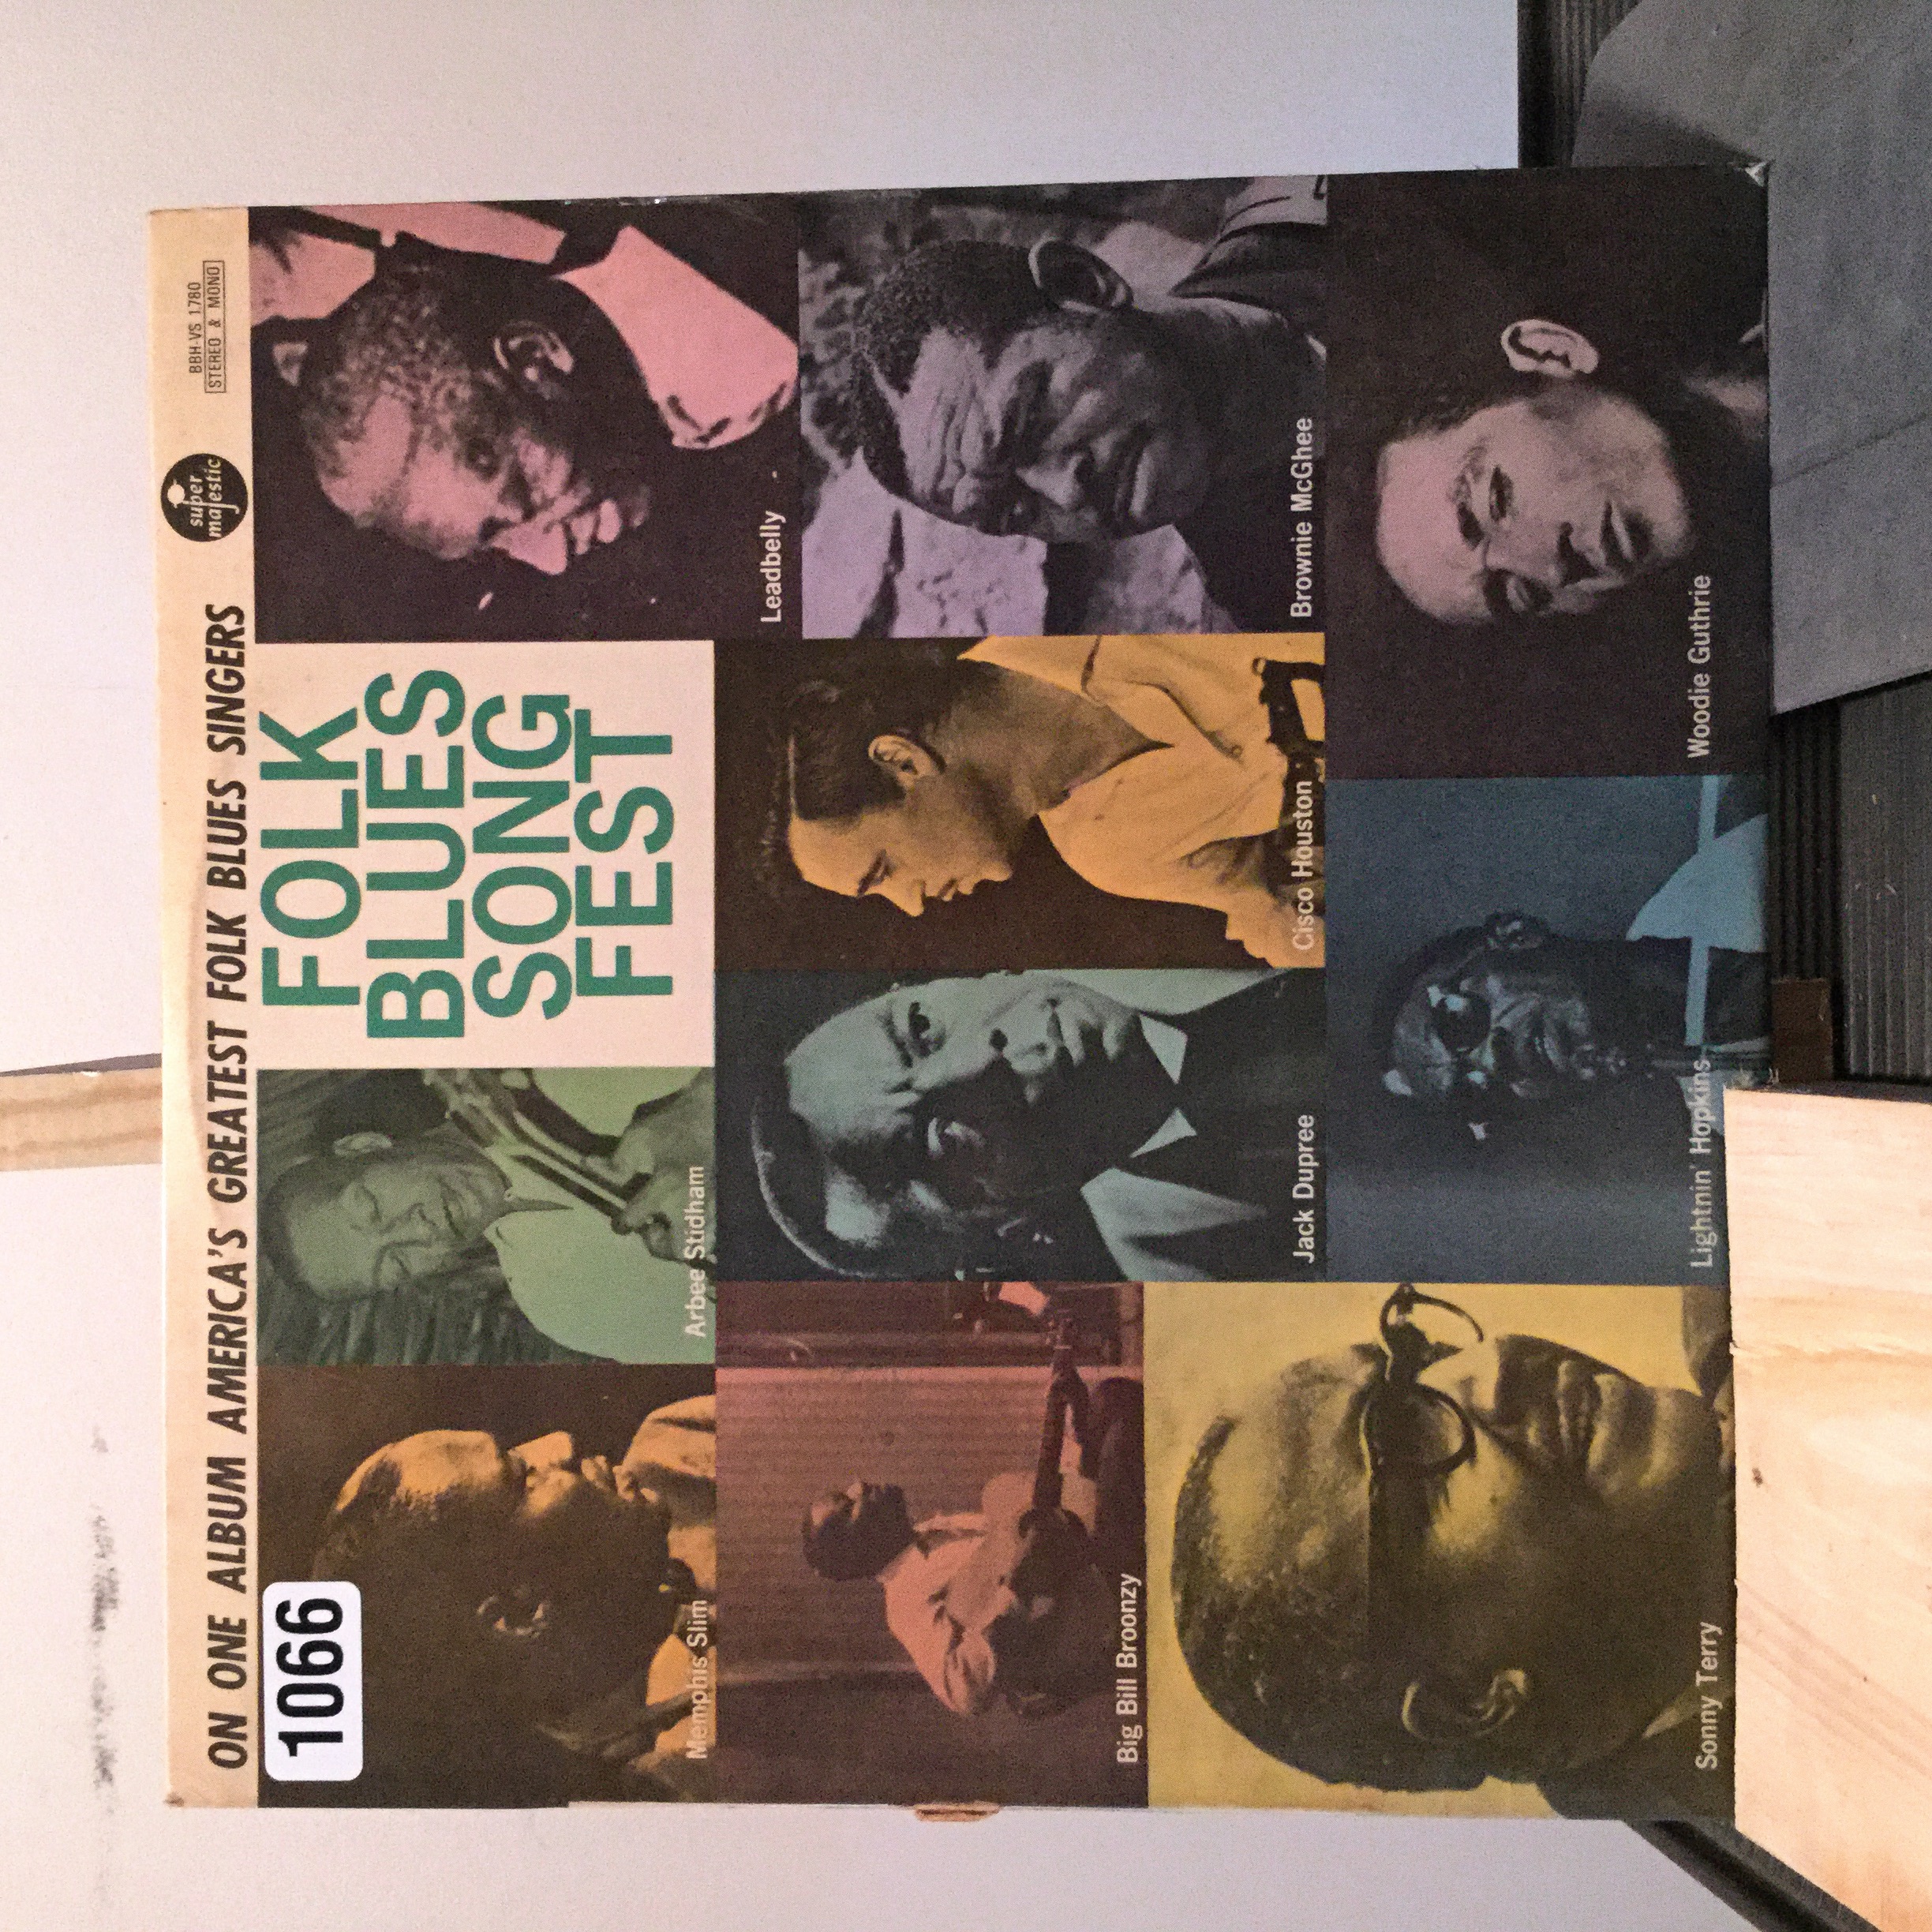 ON ONE ALBUM AMERICA'S GREATEST FOLK BLUES SINGERS
super
majestic
BBH-VS 1.780
STEREO & MONO
1066
FOLK
BLUES
SONG
FEST
Memphis Slim
Arbee Stidham
Leadbelly
Big Bill Broonzy
Jack Dupree
Cisco Houston
Brownie McGhee
Sonny Terry
Lightnin' Hopkins
Woodie Guthrie